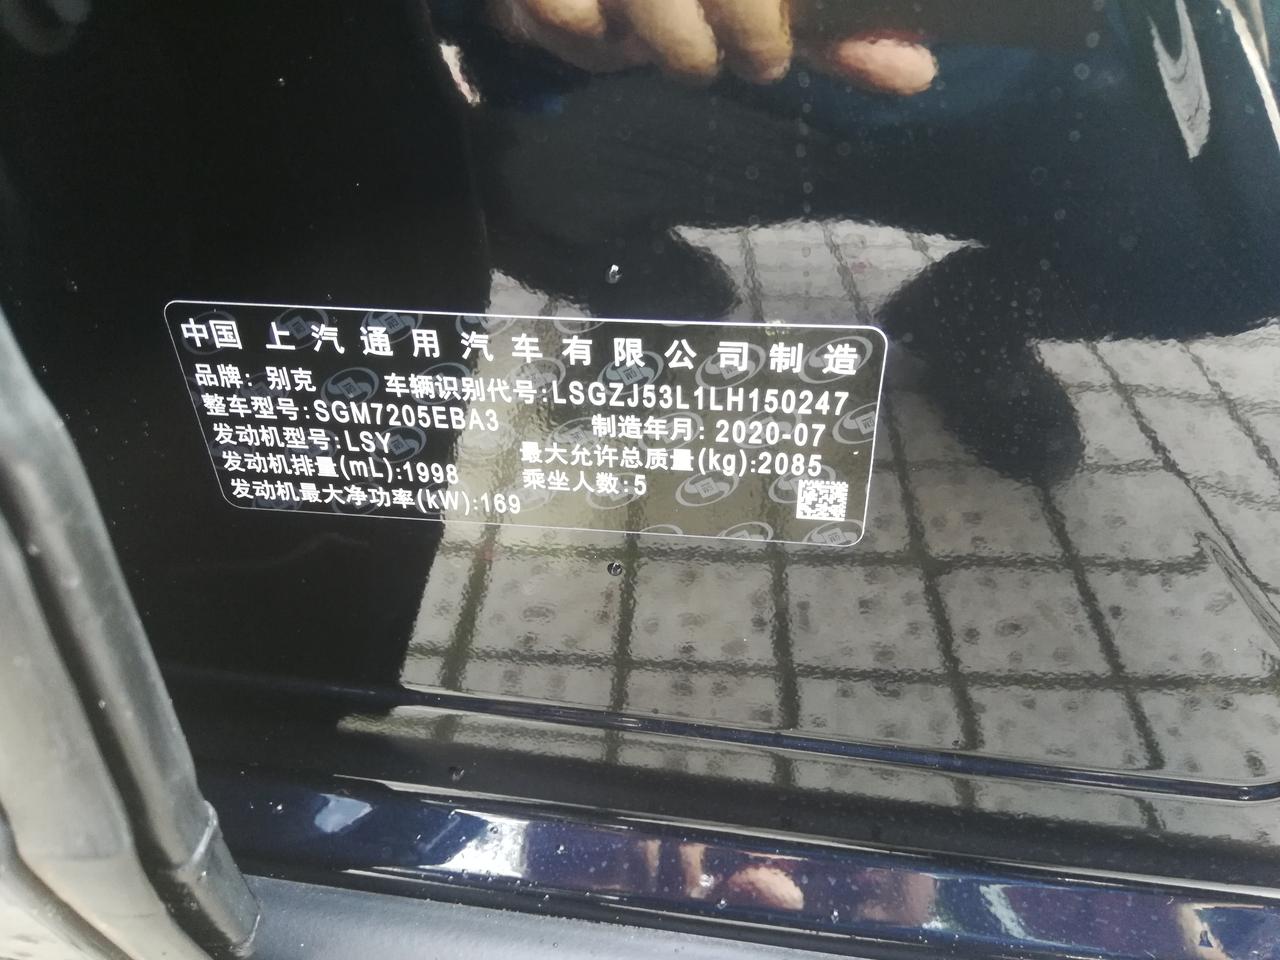 中国 上汽通用汽车有限公司制造
品牌: 别克 车辆识别代号:LSGZJ53L1LH150247
整车型号:SGM7205EBA3 制造年月: 2020-07
发动机型号:LSY 最大允许总质量(kg):2085
发动机排量(mL):1998 乘坐人数:5
发动机最大净功率(kW):169